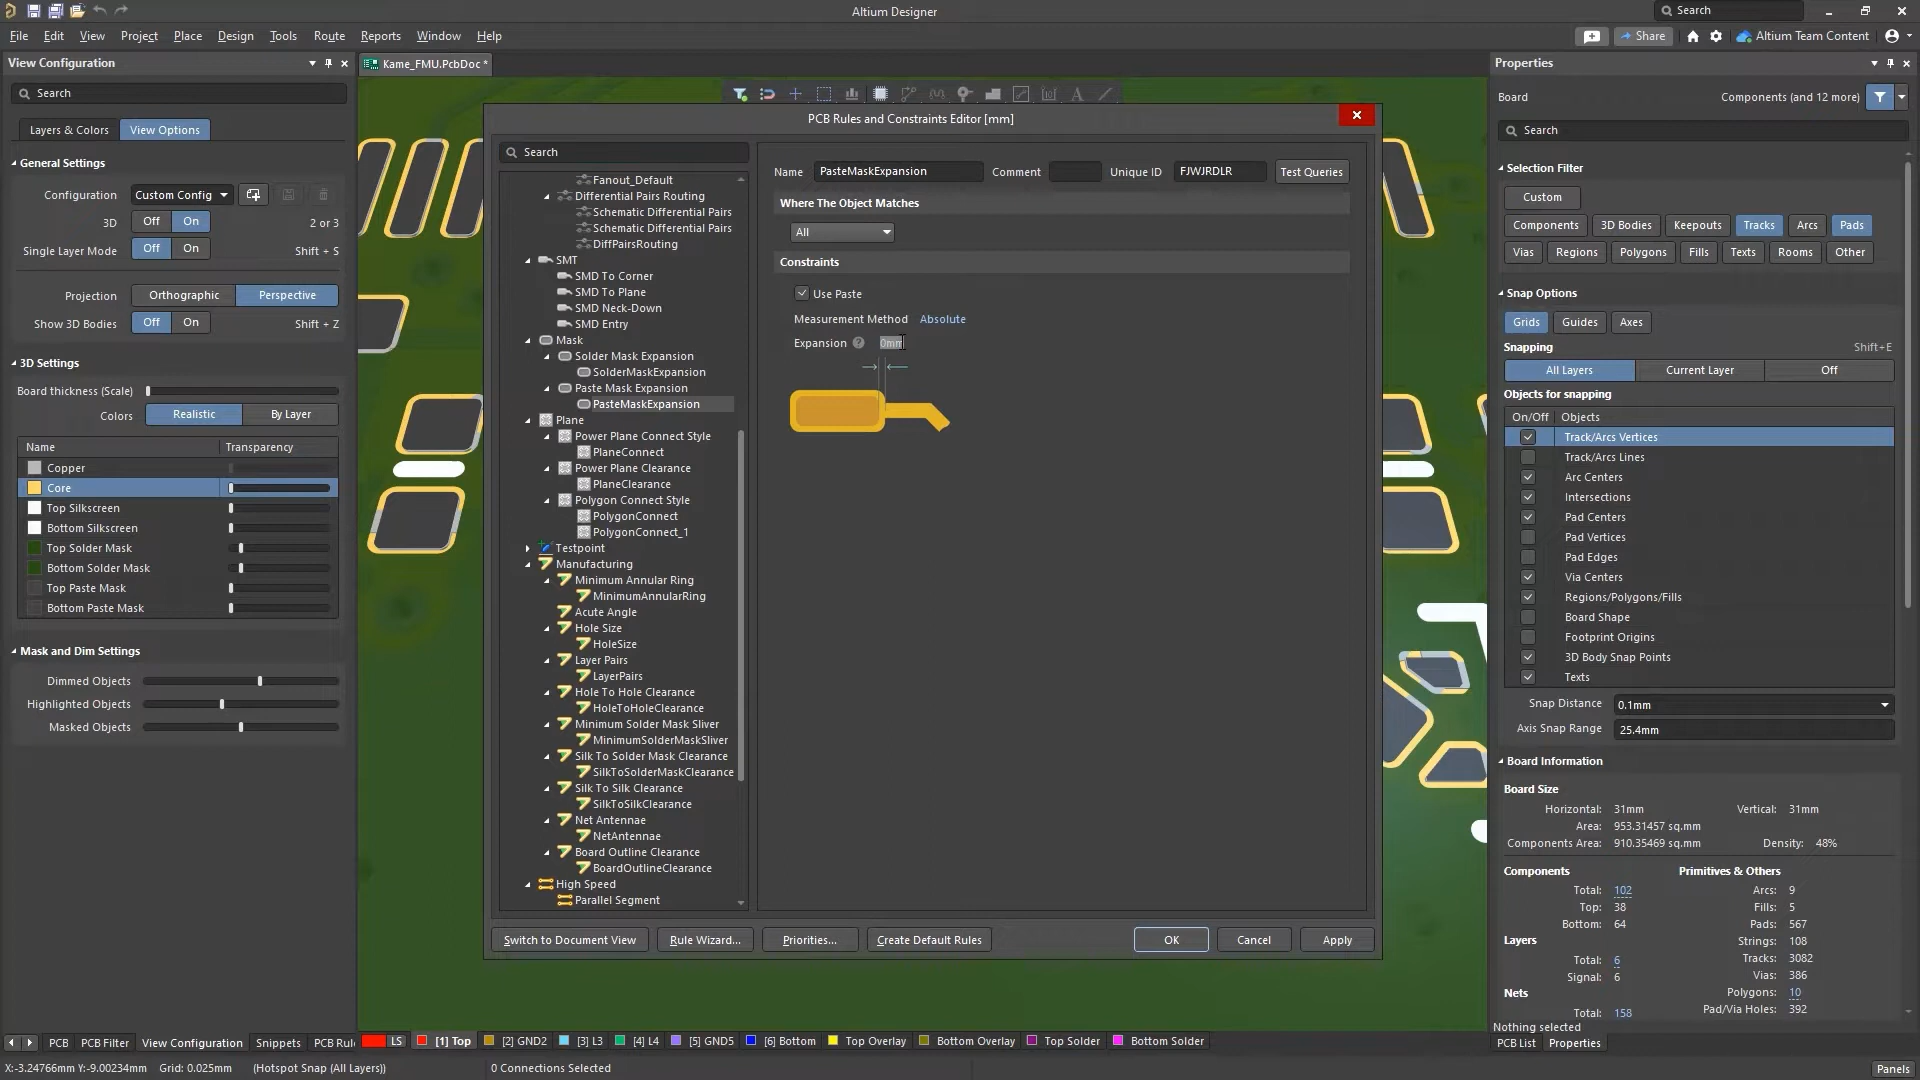 Altium Designer
Search
File Edit View Project Place Design Tools Route Reports Window Help
Share
Altium Team Content
View Configuration
Search
Layers & Colors
View Options
General Settings
Configuration
Custom Config
3D
Off
On
2 or 3
Single Layer Mode
Off
On
Shift + S
Projection
Orthographic
Perspective
Show 3D Bodies
Off
On
Shift + Z
3D Settings
Board thickness (Scale)
Colors
Realistic
By Layer
Name
Transparency
Copper
Core
Top Silkscreen
Bottom Silkscreen
Top Solder Mask
Bottom Solder Mask
Top Paste Mask
Bottom Paste Mask
Mask and Dim Settings
Dimmed Objects
Highlighted Objects
Masked Objects
Kame_FMU.PcbDoc *
PCB Rules and Constraints Editor [mm]
Search
Fanout_Default
Differential Pairs Routing
Schematic Differential Pairs
Schematic Differential Pairs
DiffPairsRouting
SMT
SMD To Corner
SMD To Plane
SMD Neck-Down
SMD Entry
Mask
Solder Mask Expansion
SolderMaskExpansion
Paste Mask Expansion
PasteMaskExpansion
Plane
Power Plane Connect Style
PlaneConnect
Power Plane Clearance
PlaneClearance
Polygon Connect Style
PolygonConnect
PolygonConnect_1
Testpoint
Manufacturing
Minimum Annular Ring
MinimumAnnularRing
Acute Angle
Hole Size
HoleSize
Layer Pairs
LayerPairs
Hole To Hole Clearance
HoleToHoleClearance
Minimum Solder Mask Sliver
MinimumSolderMaskSliver
Silk To Solder Mask Clearance
SilkToSolderMaskClearance
Silk To Silk Clearance
SilkToSilkClearance
Net Antennae
NetAntennae
Board Outline Clearance
BoardOutlineClearance
High Speed
Parallel Segment
Name
PasteMaskExpansion
Comment
Unique ID
FJWJRDLR
Test Queries
Where The Object Matches
All
Constraints
Use Paste
Measurement Method
Absolute
Expansion
0mm
Switch to Document View
Rule Wizard...
Priorities...
Create Default Rules
OK
Cancel
Apply
Properties
Board
Components (and 12 more)
Search
Selection Filter
Custom
Components 3D Bodies Keepouts Tracks Arcs Pads
Vias Regions Polygons Fills Texts Rooms Other
Snap Options
Grids Guides Axes
Snapping
Shift+E
All Layers
Current Layer
Off
Objects for snapping
On/Off
Objects
Track/Arcs Vertices
Track/Arcs Lines
Arc Centers
Intersections
Pad Centers
Pad Vertices
Pad Edges
Via Centers
Regions/Polygons/Fills
Board Shape
Footprint Origins
3D Body Snap Points
Texts
Snap Distance
0.1mm
Axis Snap Range
25.4mm
Board Information
Board Size
Horizontal: 31mm
Vertical: 31mm
Area: 953.31457 sq.mm
Components Area: 910.35469 sq.mm
Density: 48%
Components
Total: 102
Top: 38
Bottom: 64
Layers
Total: 6
Signal: 6
Nets
Total: 158
Primitives & Others
Arcs: 9
Fills: 5
Pads: 567
Strings: 108
Tracks: 3082
Vias: 386
Polygons: 10
Pad/Via Holes: 392
Nothing selected
PCB List
Properties
PCB
PCB Filter
View Configuration
Snippets
PCB Rul
LS
[1] Top
[2] GND2
[3] L3
[4] L4
[5] GND5
[6] Bottom
Top Overlay
Bottom Overlay
Top Solder
Bottom Solder
X:-3.24766mm Y:-9.00234mm
Grid: 0.025mm
(Hotspot Snap (All Layers))
0 Connections Selected
Panels